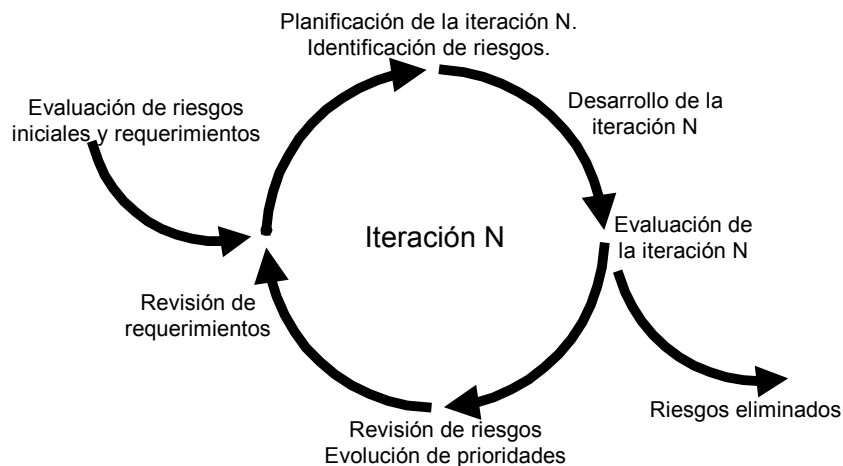 Planificación de la iteración N.
Identificación de riesgos.
Evaluación de riesgos
iniciales y requerimientos
Desarrollo de la
iteración N
Iteración N
Evaluación de
la iteración N
Revisión de
requerimientos
Riesgos eliminados
Revisión de riesgos
Evolución de prioridades